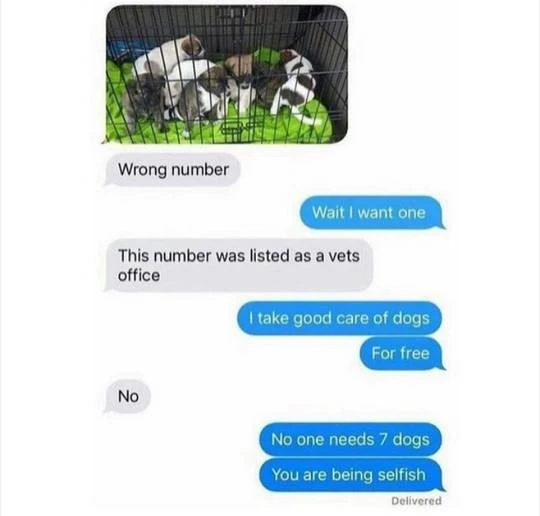 Wrong number
Wait I want one
This number was listed as a vets
office
I take good care of dogs
For free
No
No one needs 7 dogs
You are being selfish
Delivered